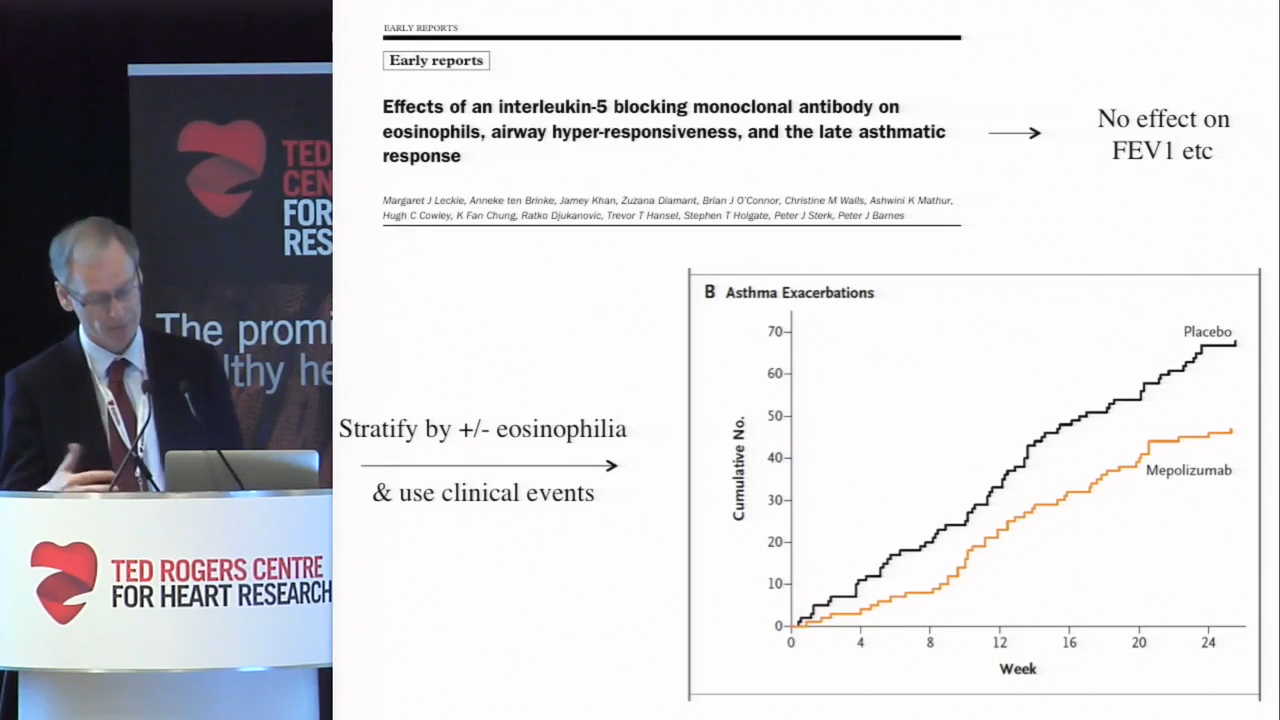 EARLY REPORTS
Early reports
Effects of an interleukin-5 blocking monoclonal antibody on
eosinophils, airway hyper-responsiveness, and the late asthmatic
response
Margaret J Leckie, Anneke ten Brinke, Jamey Khan, Zuzana Diamant, Brian J O'Connor, Christine M Walls, Ashwini K Mathur,
Hugh C Cowley, K Fan Chung, Ratko Djukanovic, Trevor T Hansel, Stephen T Holgate, Peter J Sterk, Peter J Barnes
No effect on
FEV1 etc
Stratify by +/- eosinophilia
& use clinical events
B Asthma Exacerbations
Placebo
Mepolizumab
Cumulative No.
70
60
50
40
30
20
10
0
0 4 8 12 16 20 24
Week
TED
CEN
FOR
RES
The promi
lthy he
TED ROGERS CENTRE
FOR HEART RESEARCH